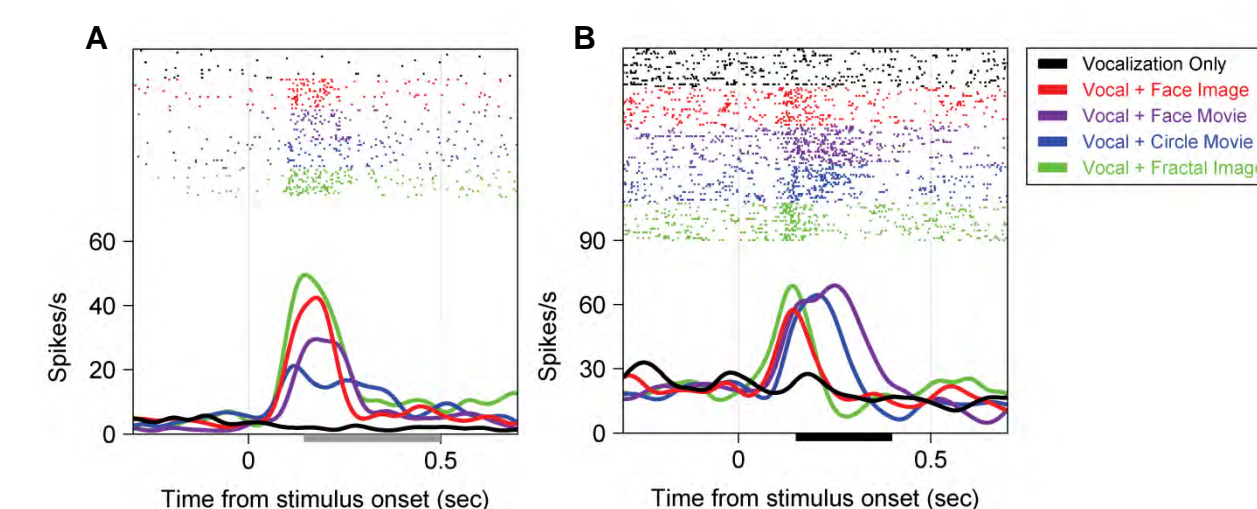 A
B
Vocalization Only
Vocal + Face Image
Vocal + Face Movie
Vocal + Circle Movie
Vocal + Fractal Image
60
40
20
0
Spikes/s
0
0.5
Time from stimulus onset (sec)
90
60
30
0
Spikes/s
0
0.5
Time from stimulus onset (sec)